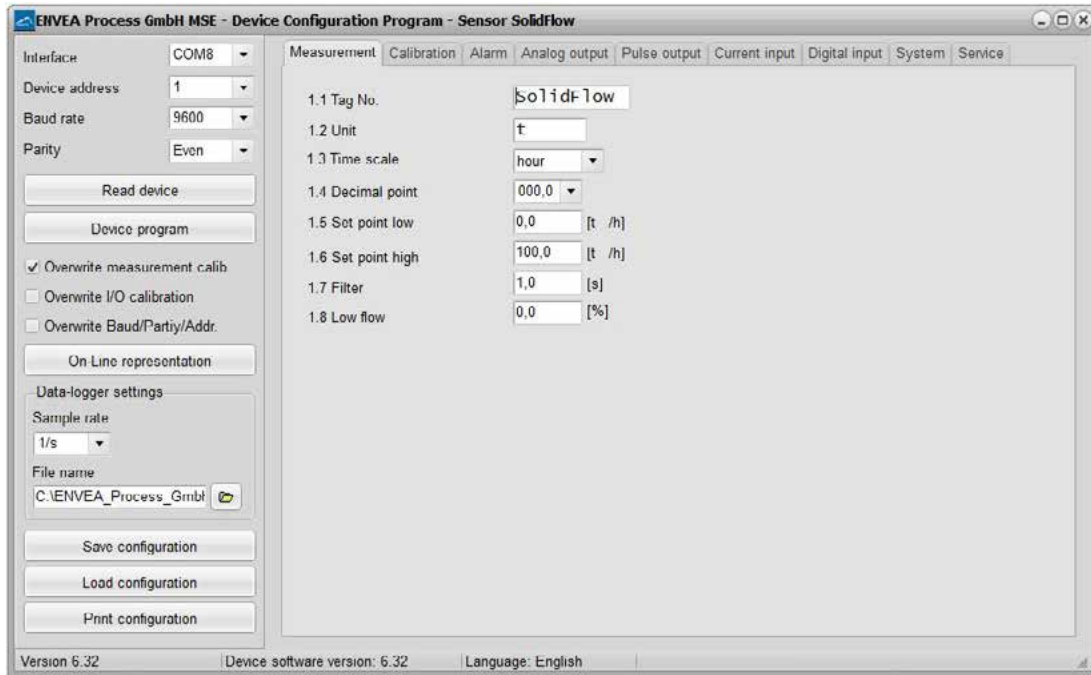 ENVEA Process GmbH MSE - Device Configuration Program - Sensor SolidFlow
Interface COM8
Device address 1
Baud rate 9600
Parity Even
Read device
Device program
Overwrite measurement calib
Overwrite I/O calibration
Overwrite Baud/Partiy/Addr.
On-Line representation
Data-logger settings
Sample rate
1/s
File name
C:\ENVEA_Process_Gmbl
Save configuration
Load configuration
Print configuration
Measurement Calibration Alarm Analog output Pulse output Current input Digital input System Service
1.1 Tag No. SolidFlow
1.2 Unit t
1.3 Time scale hour
1.4 Decimal point 000,0
1.5 Set point low 0,0 [t /h]
1.6 Set point high 100,0 [t /h]
1.7 Filter 1,0 [s]
1.8 Low flow 0,0 [%]
Version 6.32 Device software version: 6.32 Language: English